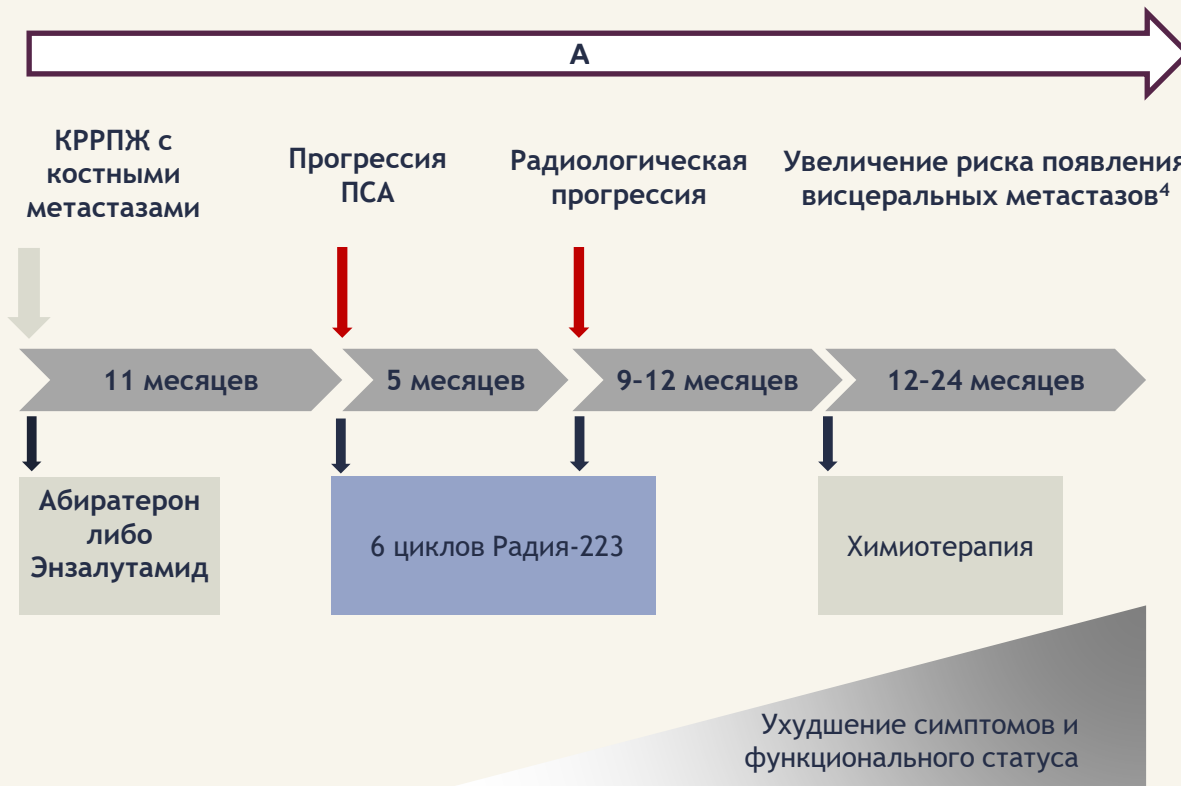 А
КРРПЖ с
костными
метастазами
Прогрессия
ПСА
Радиологическая
прогрессия
Увеличение риска появления
висцеральных метастазов⁴
11 месяцев
5 месяцев
9–12 месяцев
12–24 месяцев
Абиратерон
либо
Энзалутамид
6 циклов Радия-223
Химиотерапия
Ухудшение симптомов и
функционального статуса